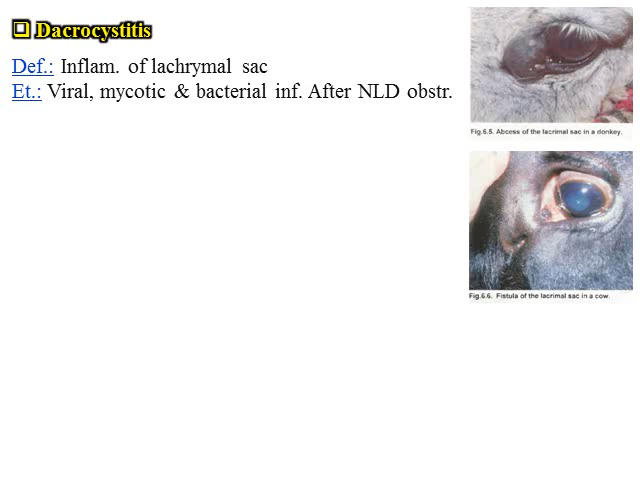 ❑ Dacrocystitis
Def.: Inflam. of lachrymal sac
Et.: Viral, mycotic & bacterial inf. After NLD obstr.
Fig.6.5. Abcess of the lacrimal sac in a donkey.
Fig.6.6. Fistula of the lacrimal sac in a cow.